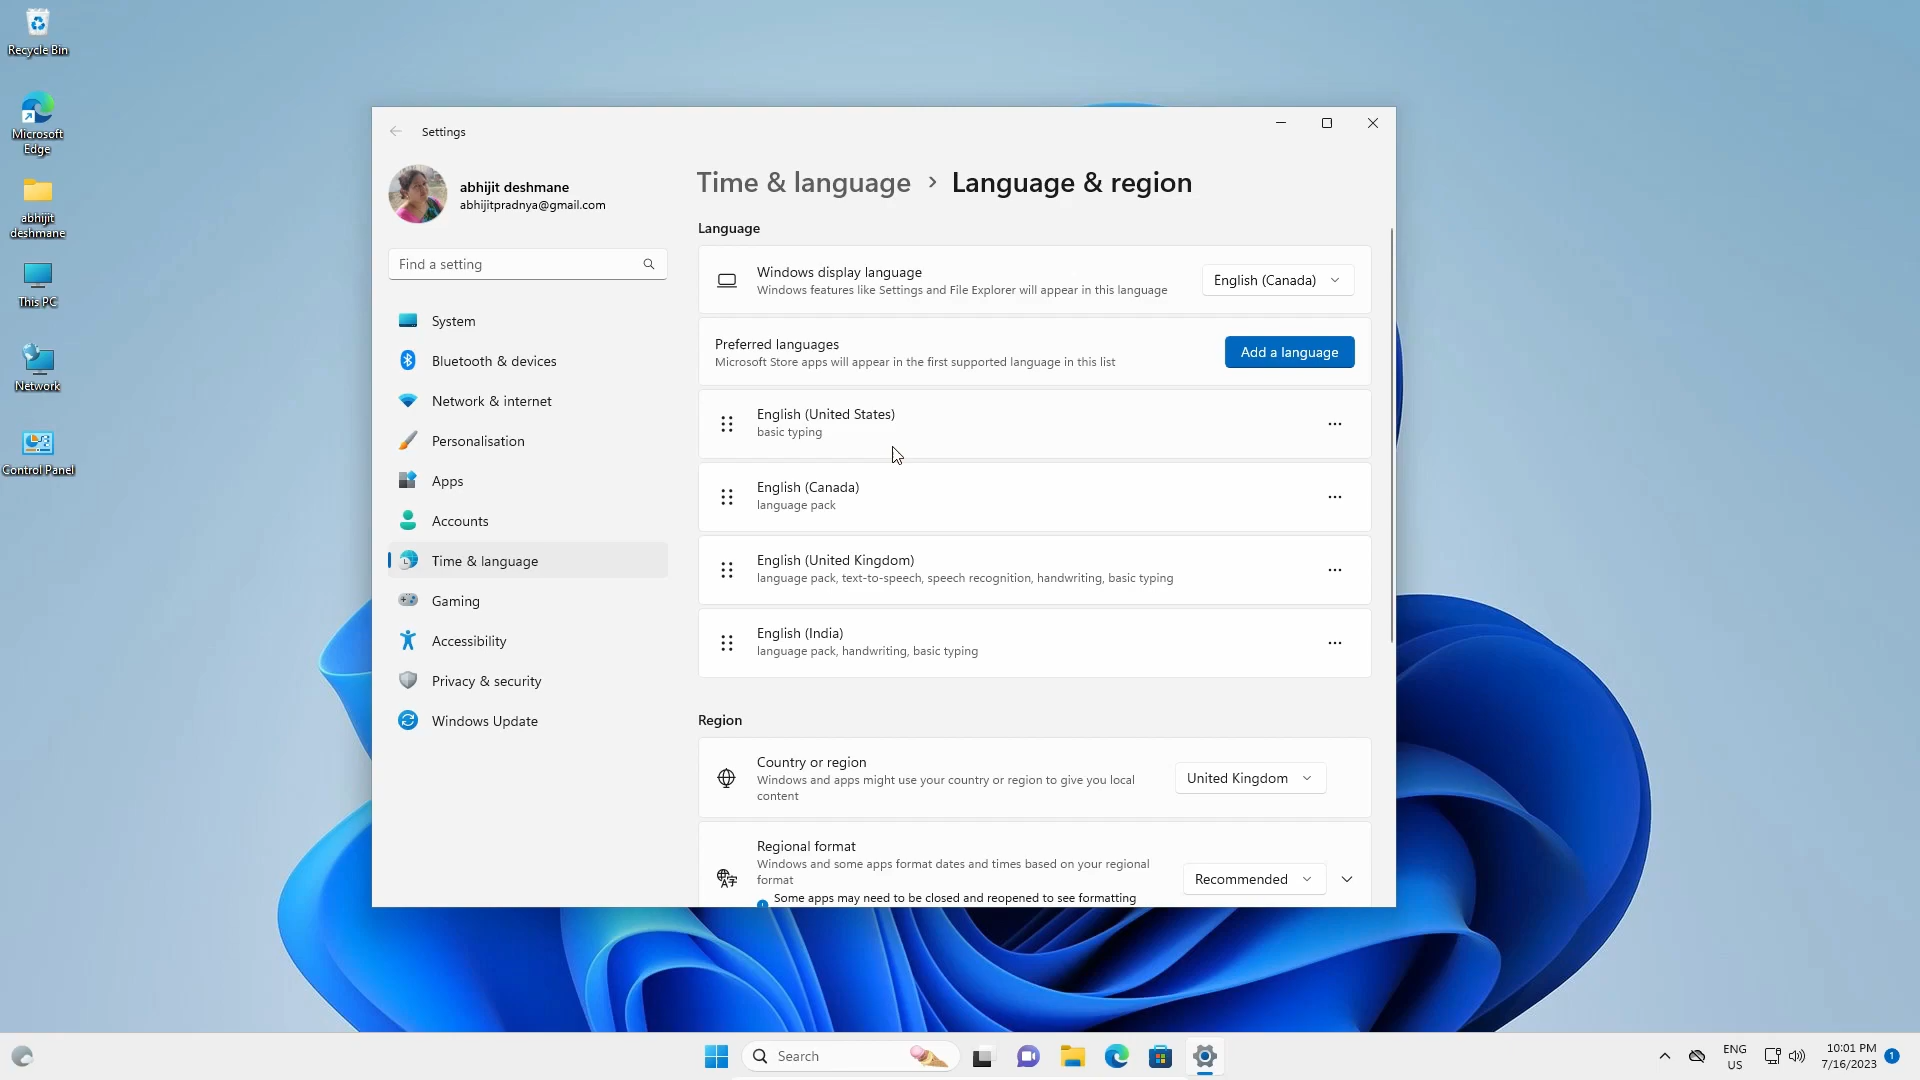 Recycle Bin
Microsoft
Edge
abhijit
deshmane
This PC
Network
Control Panel
Settings
abhijit deshmane
abhijitpradnya@gmail.com
Find a setting
System
Bluetooth & devices
Network & internet
Personalisation
Apps
Accounts
Time & language
Gaming
Accessibility
Privacy & security
Windows Update
Time & language › Language & region
Language
Windows display language
Windows features like Settings and File Explorer will appear in this language
English (Canada)
Preferred languages
Microsoft Store apps will appear in the first supported language in this list
Add a language
English (United States)
basic typing
English (Canada)
language pack
English (United Kingdom)
language pack, text-to-speech, speech recognition, handwriting, basic typing
English (India)
language pack, handwriting, basic typing
Region
Country or region
Windows and apps might use your country or region to give you local
content
United Kingdom
Regional format
Windows and some apps format dates and times based on your regional
format
Some apps may need to be closed and reopened to see formatting
Recommended
Search
ENG
US
10:01 PM
7/16/2023
1